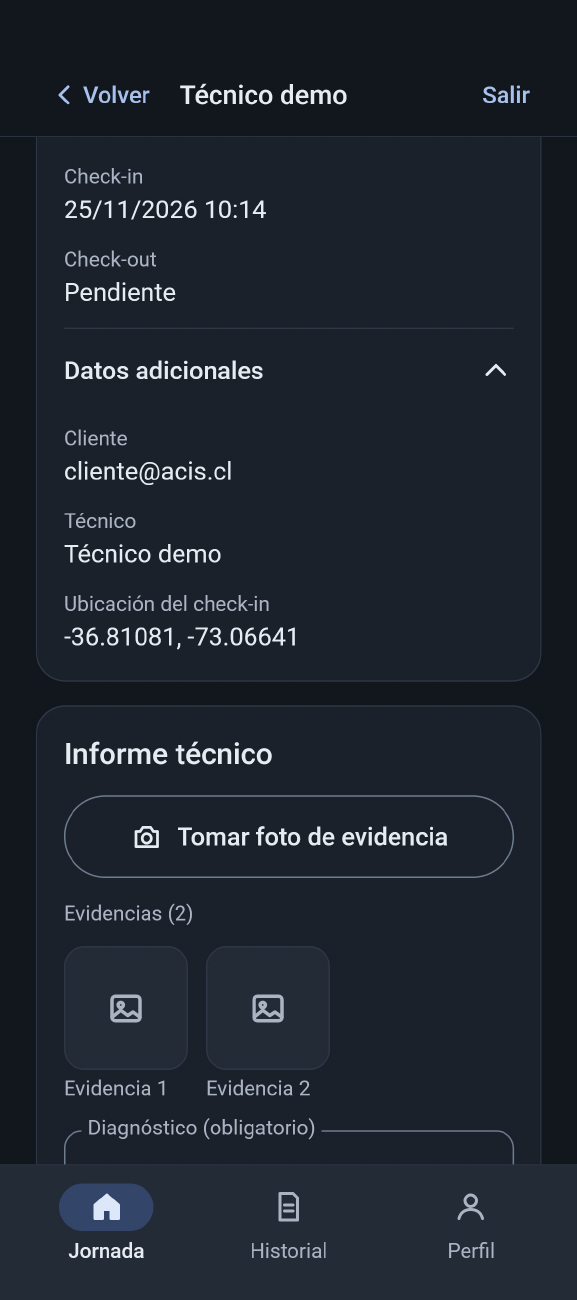 Volver
Técnico demo
Salir
Check-in
25/11/2026 10:14
Check-out
Pendiente
Datos adicionales
Cliente
cliente@acis.cl
Técnico
Técnico demo
Ubicación del check-in
-36.81081, -73.06641
Informe técnico
Tomar foto de evidencia
Evidencias (2)
Evidencia 1
Evidencia 2
Diagnóstico (obligatorio)
Jornada
Historial
Perfil